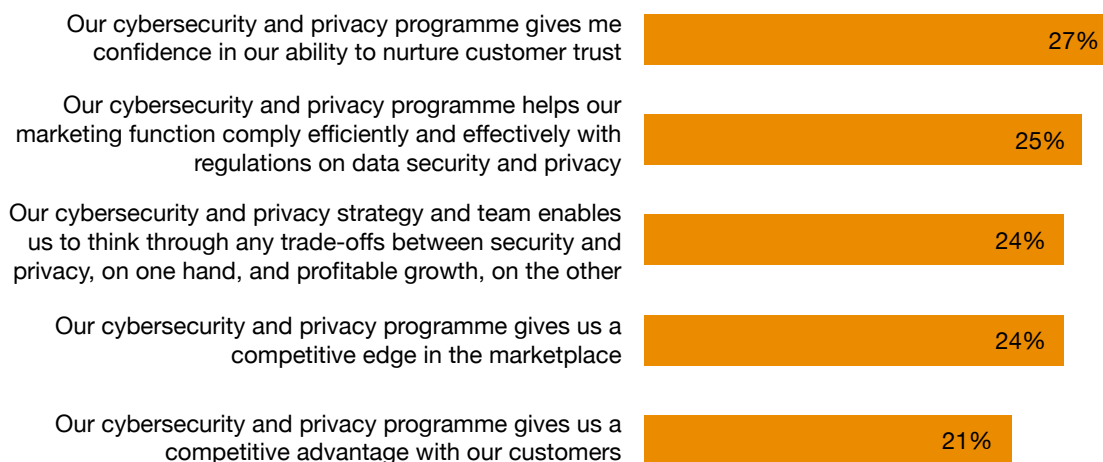 Our cybersecurity and privacy programme gives me
confidence in our ability to nurture customer trust
27%
Our cybersecurity and privacy programme helps our
marketing function comply efficiently and effectively with
regulations on data security and privacy
25%
Our cybersecurity and privacy strategy and team enables
us to think through any trade-offs between security and
privacy, on one hand, and profitable growth, on the other
24%
Our cybersecurity and privacy programme gives us a
competitive edge in the marketplace
24%
Our cybersecurity and privacy programme gives us a
competitive advantage with our customers
21%